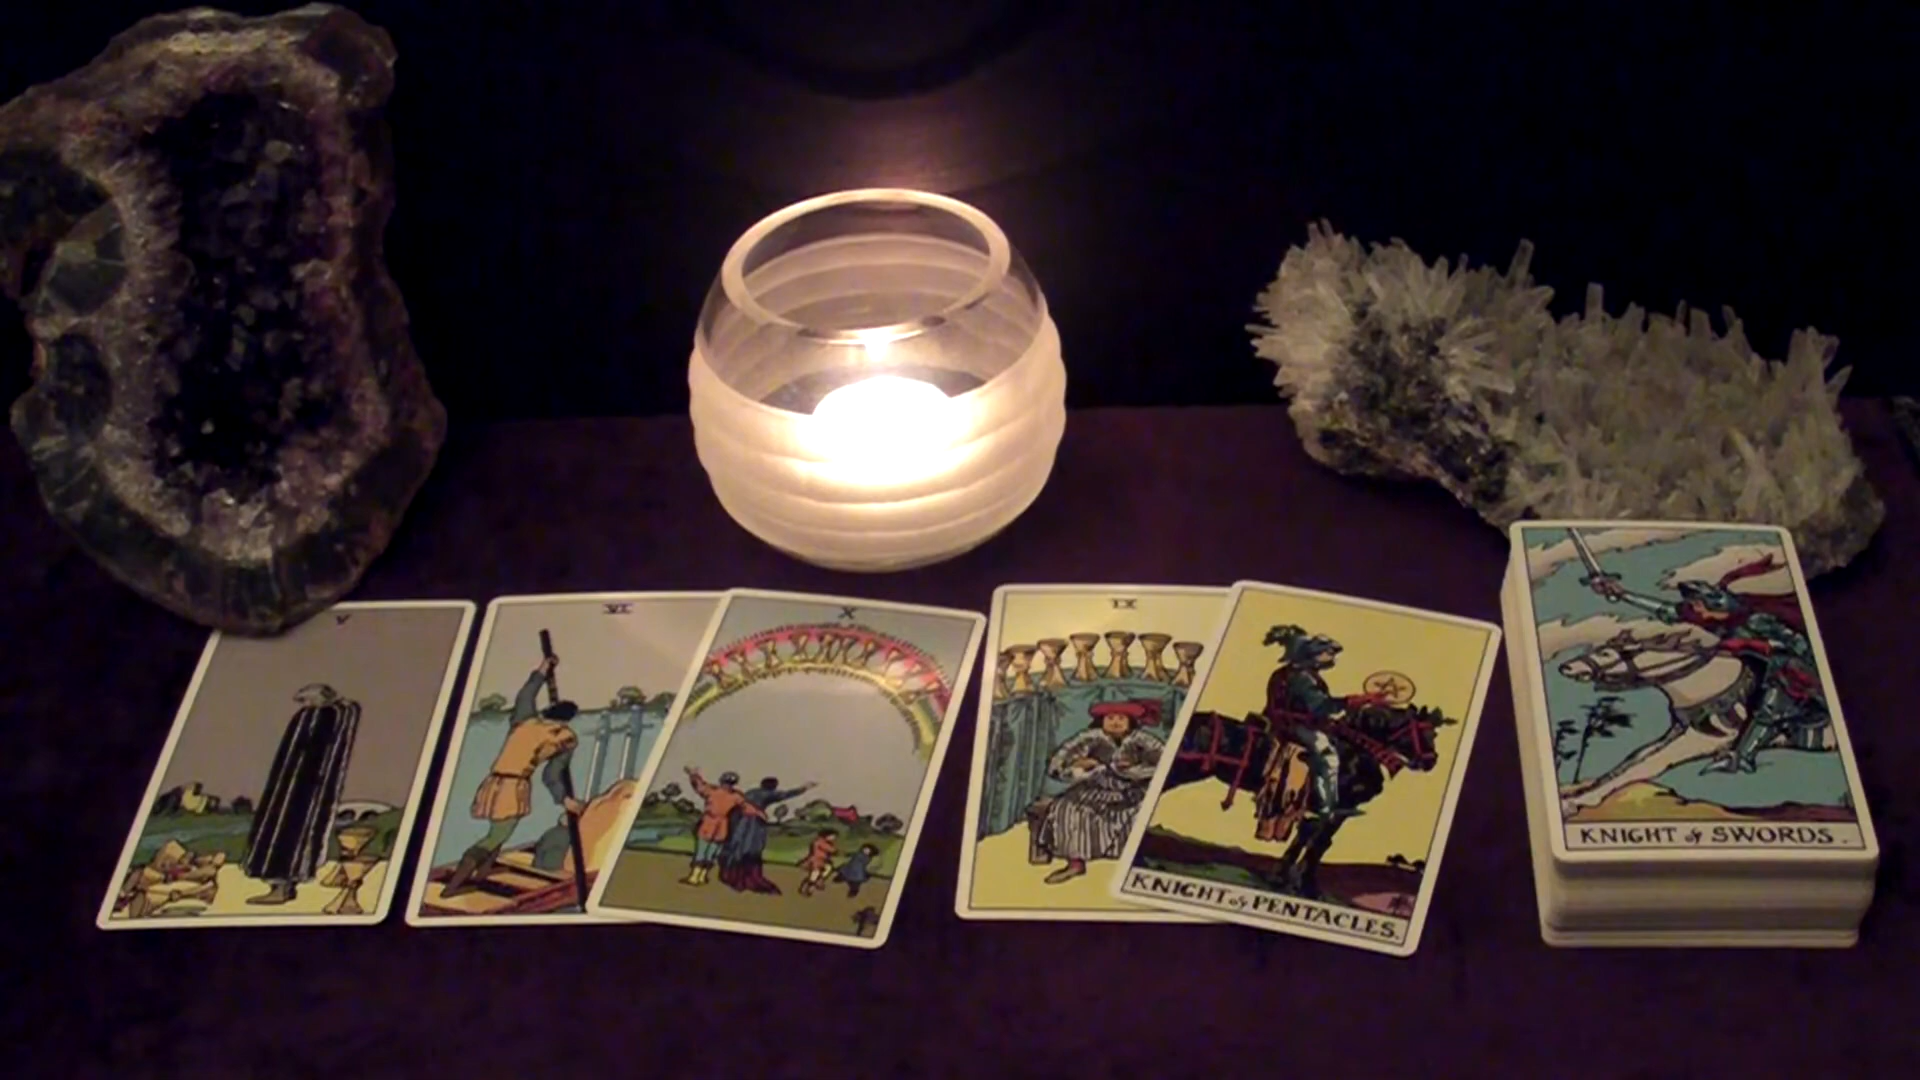 V
VI
X
IX
KNIGHT of PENTACLES.
KNIGHT of SWORDS.